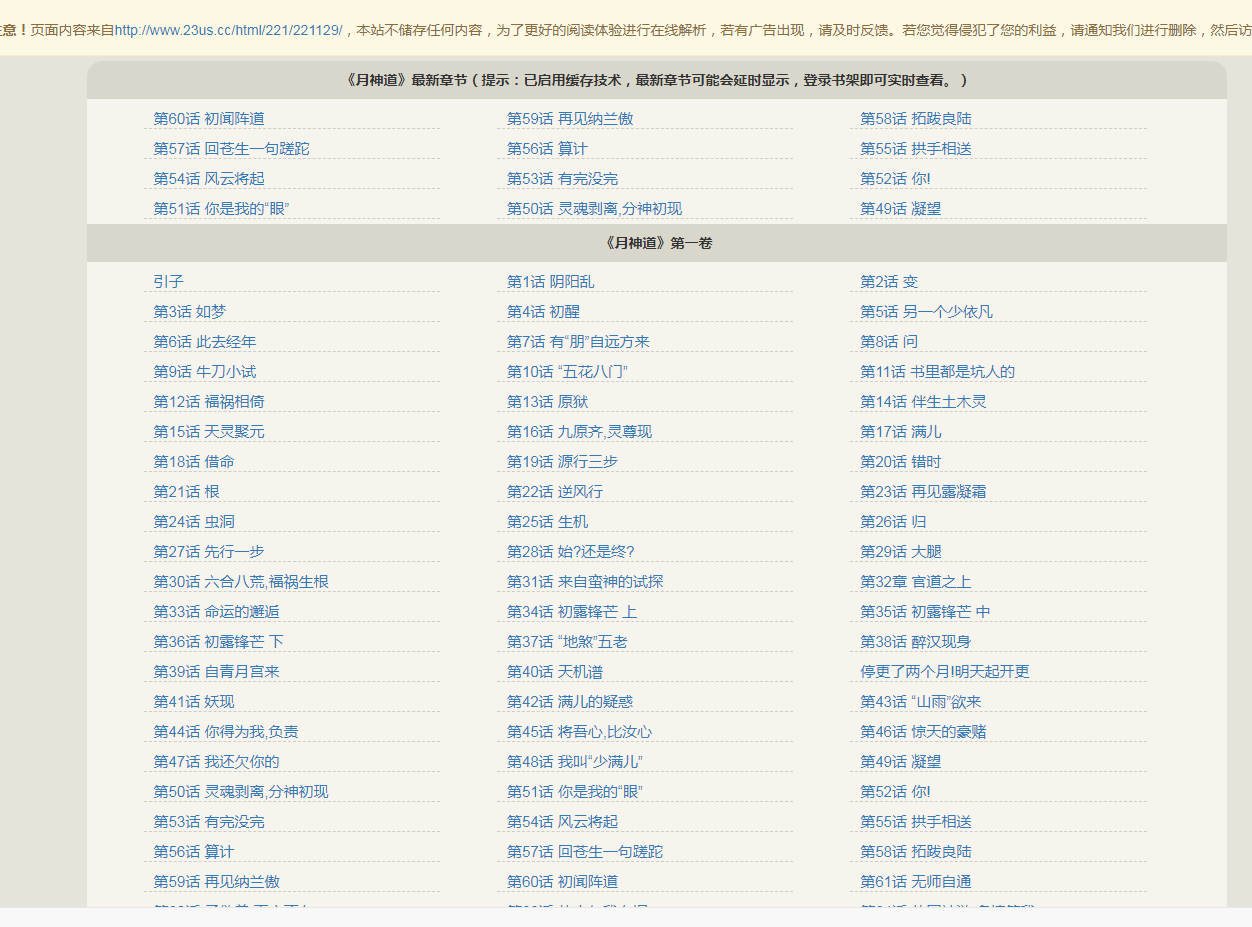 意！页面内容来自http://www.23us.cc/html/221/221129/，本站不储存任何内容，为了更好的阅读体验进行在线解析，若有广告出现，请及时反馈。若您觉得侵犯了您的利益，请通知我们进行删除，然后访
《月神道》最新章节（提示：已启用缓存技术，最新章节可能会延时显示，登录书架即可实时查看。）
第60话 初闻阵道 第59话 再见纳兰傲 第58话 拓跋良陆
第57话 回苍生一句蹉跎 第56话 算计 第55话 拱手相送
第54话 风云将起 第53话 有完没完 第52话 你!
第51话 你是我的“眼” 第50话 灵魂剥离,分神初现 第49话 凝望
《月神道》第一卷
引子 第1话 阴阳乱 第2话 变
第3话 如梦 第4话 初醒 第5话 另一个少依凡
第6话 此去经年 第7话 有“朋”自远方来 第8话 问
第9话 牛刀小试 第10话 “五花八门” 第11话 书里都是坑人的
第12话 福祸相倚 第13话 原狱 第14话 伴生土木灵
第15话 天灵聚元 第16话 九原齐,灵尊现 第17话 满儿
第18话 借命 第19话 源行三步 第20话 错时
第21话 根 第22话 逆风行 第23话 再见露凝霜
第24话 虫洞 第25话 生机 第26话 归
第27话 先行一步 第28话 始?还是终? 第29话 大腿
第30话 六合八荒,福祸生根 第31话 来自蛮神的试探 第32章 官道之上
第33话 命运的邂逅 第34话 初露锋芒 上 第35话 初露锋芒 中
第36话 初露锋芒 下 第37话 “地煞”五老 第38话 醉汉现身
第39话 自青月宫来 第40话 天机谱 停更了两个月!明天起开更
第41话 妖现 第42话 满儿的疑惑 第43话 “山雨”欲来
第44话 你得为我,负责 第45话 将吾心,比汝心 第46话 惊天的豪赌
第47话 我还欠你的 第48话 我叫“少满儿” 第49话 凝望
第50话 灵魂剥离,分神初现 第51话 你是我的“眼” 第52话 你!
第53话 有完没完 第54话 风云将起 第55话 拱手相送
第56话 算计 第57话 回苍生一句蹉跎 第58话 拓跋良陆
第59话 再见纳兰傲 第60话 初闻阵道 第61话 无师自通